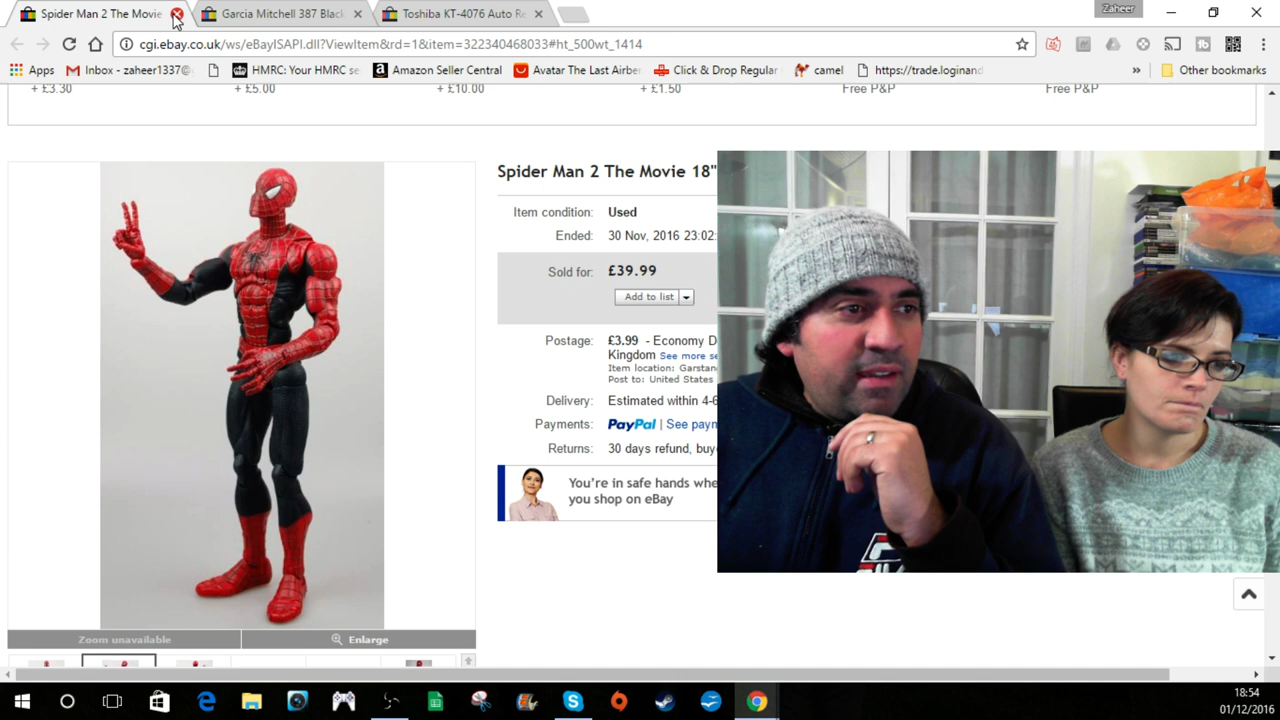 Spider Man 2 The Movie
Garcia Mitchell 387 Black
Toshiba KT-4076 Auto Re
Zaheer
cgi.ebay.co.uk/ws/eBayISAPI.dll?ViewItem&rd=1&item=322340468033#ht_500wt_1414
Apps
Inbox - zaheer1337@
HMRC: Your HMRC se
Amazon Seller Central
Avatar The Last Airber
Click & Drop Regular
camel
https://trade.loginand
»
Other bookmarks
+ £3.30
+ £5.00
+ £10.00
+ £1.50
Free P&P
Free P&P
Spider Man 2 The Movie 18"
Item condition: Used
Ended: 30 Nov, 2016 23:02:
Sold for: £39.99
Add to list
Postage: £3.99 - Economy D
Kingdom See more se
Item location: Garstan
Post to: United States
Delivery: Estimated within 4-6
Payments: PayPal | See paym
Returns: 30 days refund, buye
You're in safe hands whe
you shop on eBay
Zoom unavailable
Enlarge
18:54
01/12/2016